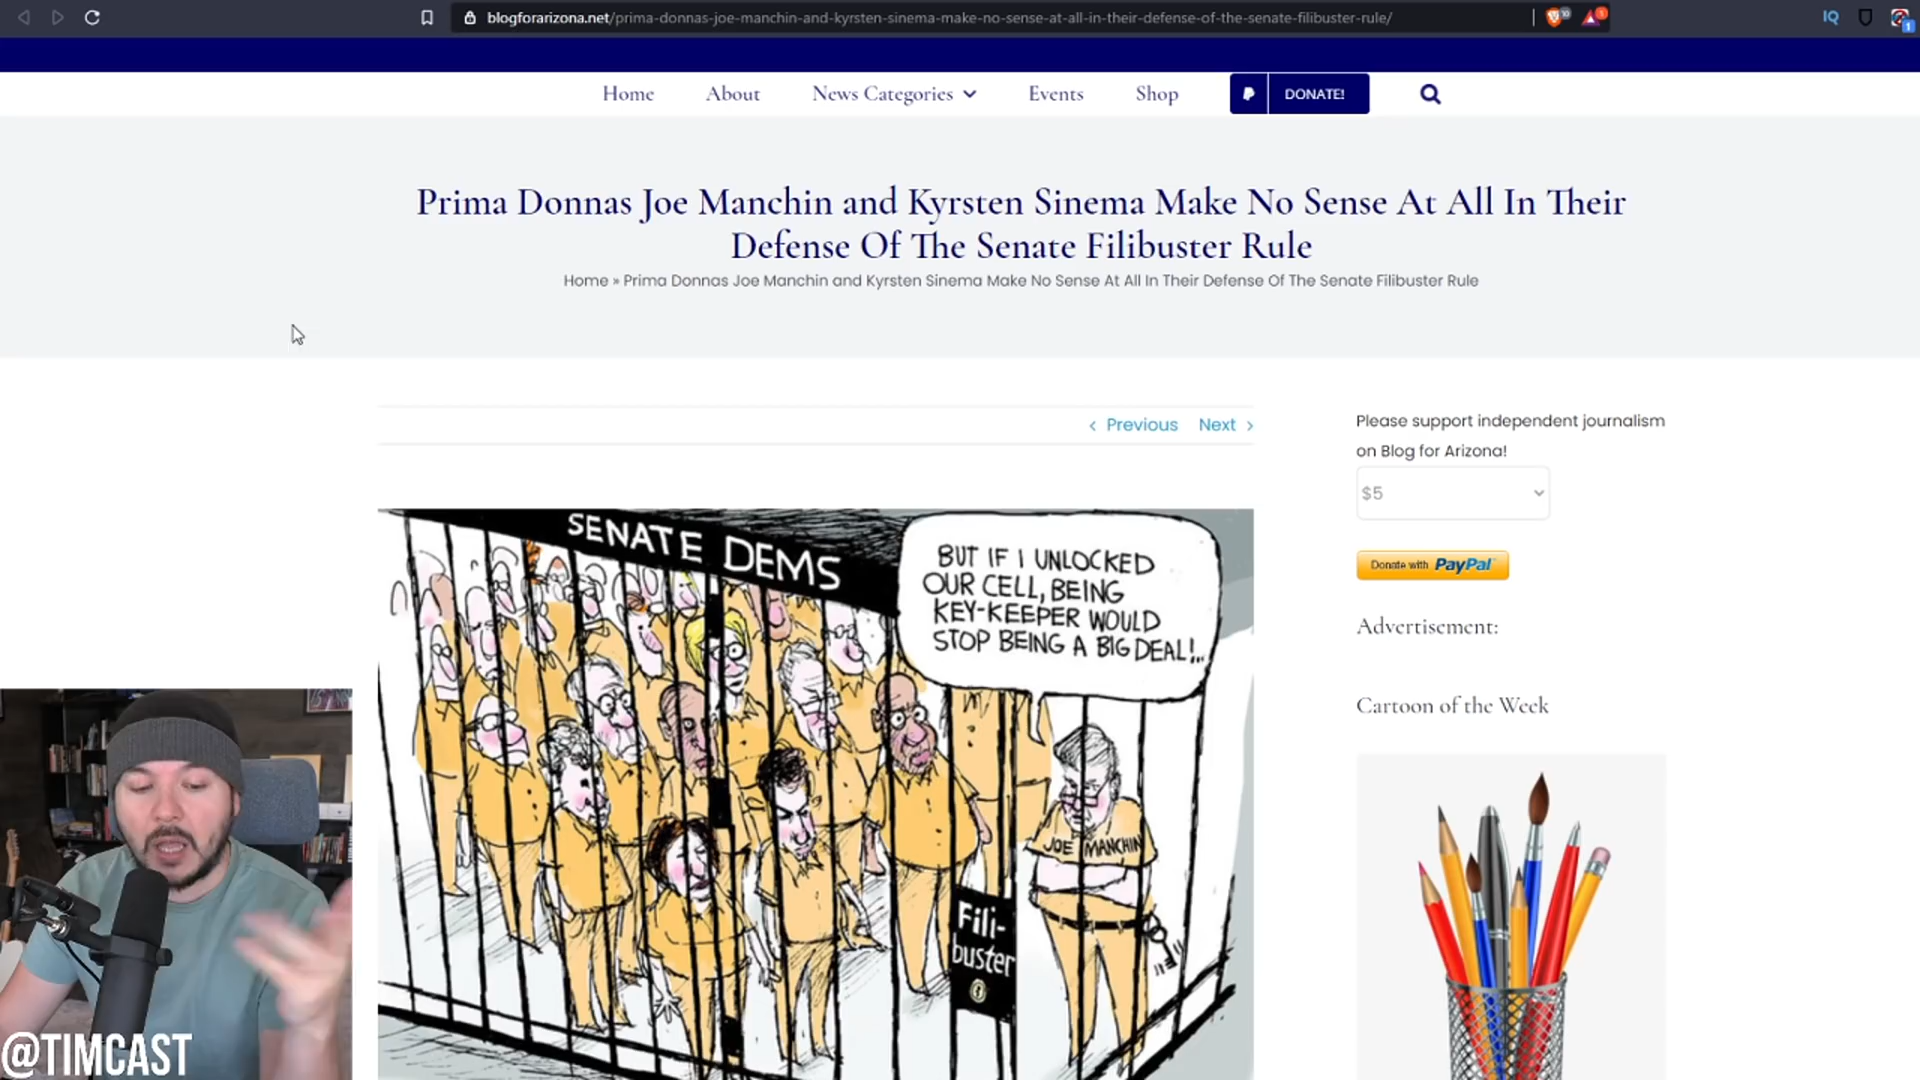 blogforarizona.net/prima-donnas-joe-manchin-and-kyrsten-sinema-make-no-sense-at-all-in-their-defense-of-the-senate-filibuster-rule/
IQ
1
Home About News Categories Events Shop DONATE!
Prima Donnas Joe Manchin and Kyrsten Sinema Make No Sense At All In Their
Defense Of The Senate Filibuster Rule
Home » Prima Donnas Joe Manchin and Kyrsten Sinema Make No Sense At All In Their Defense Of The Senate Filibuster Rule
Previous Next
Please support independent journalism
on Blog for Arizona!
$5
Donate with PayPal
Advertisement:
Cartoon of the Week
SENATE DEMS
BUT IF I UNLOCKED
OUR CELL, BEING
KEY-KEEPER WOULD
STOP BEING A BIG DEAL!..
JOE MANCHIN
Fili-
buster
@TIMCAST